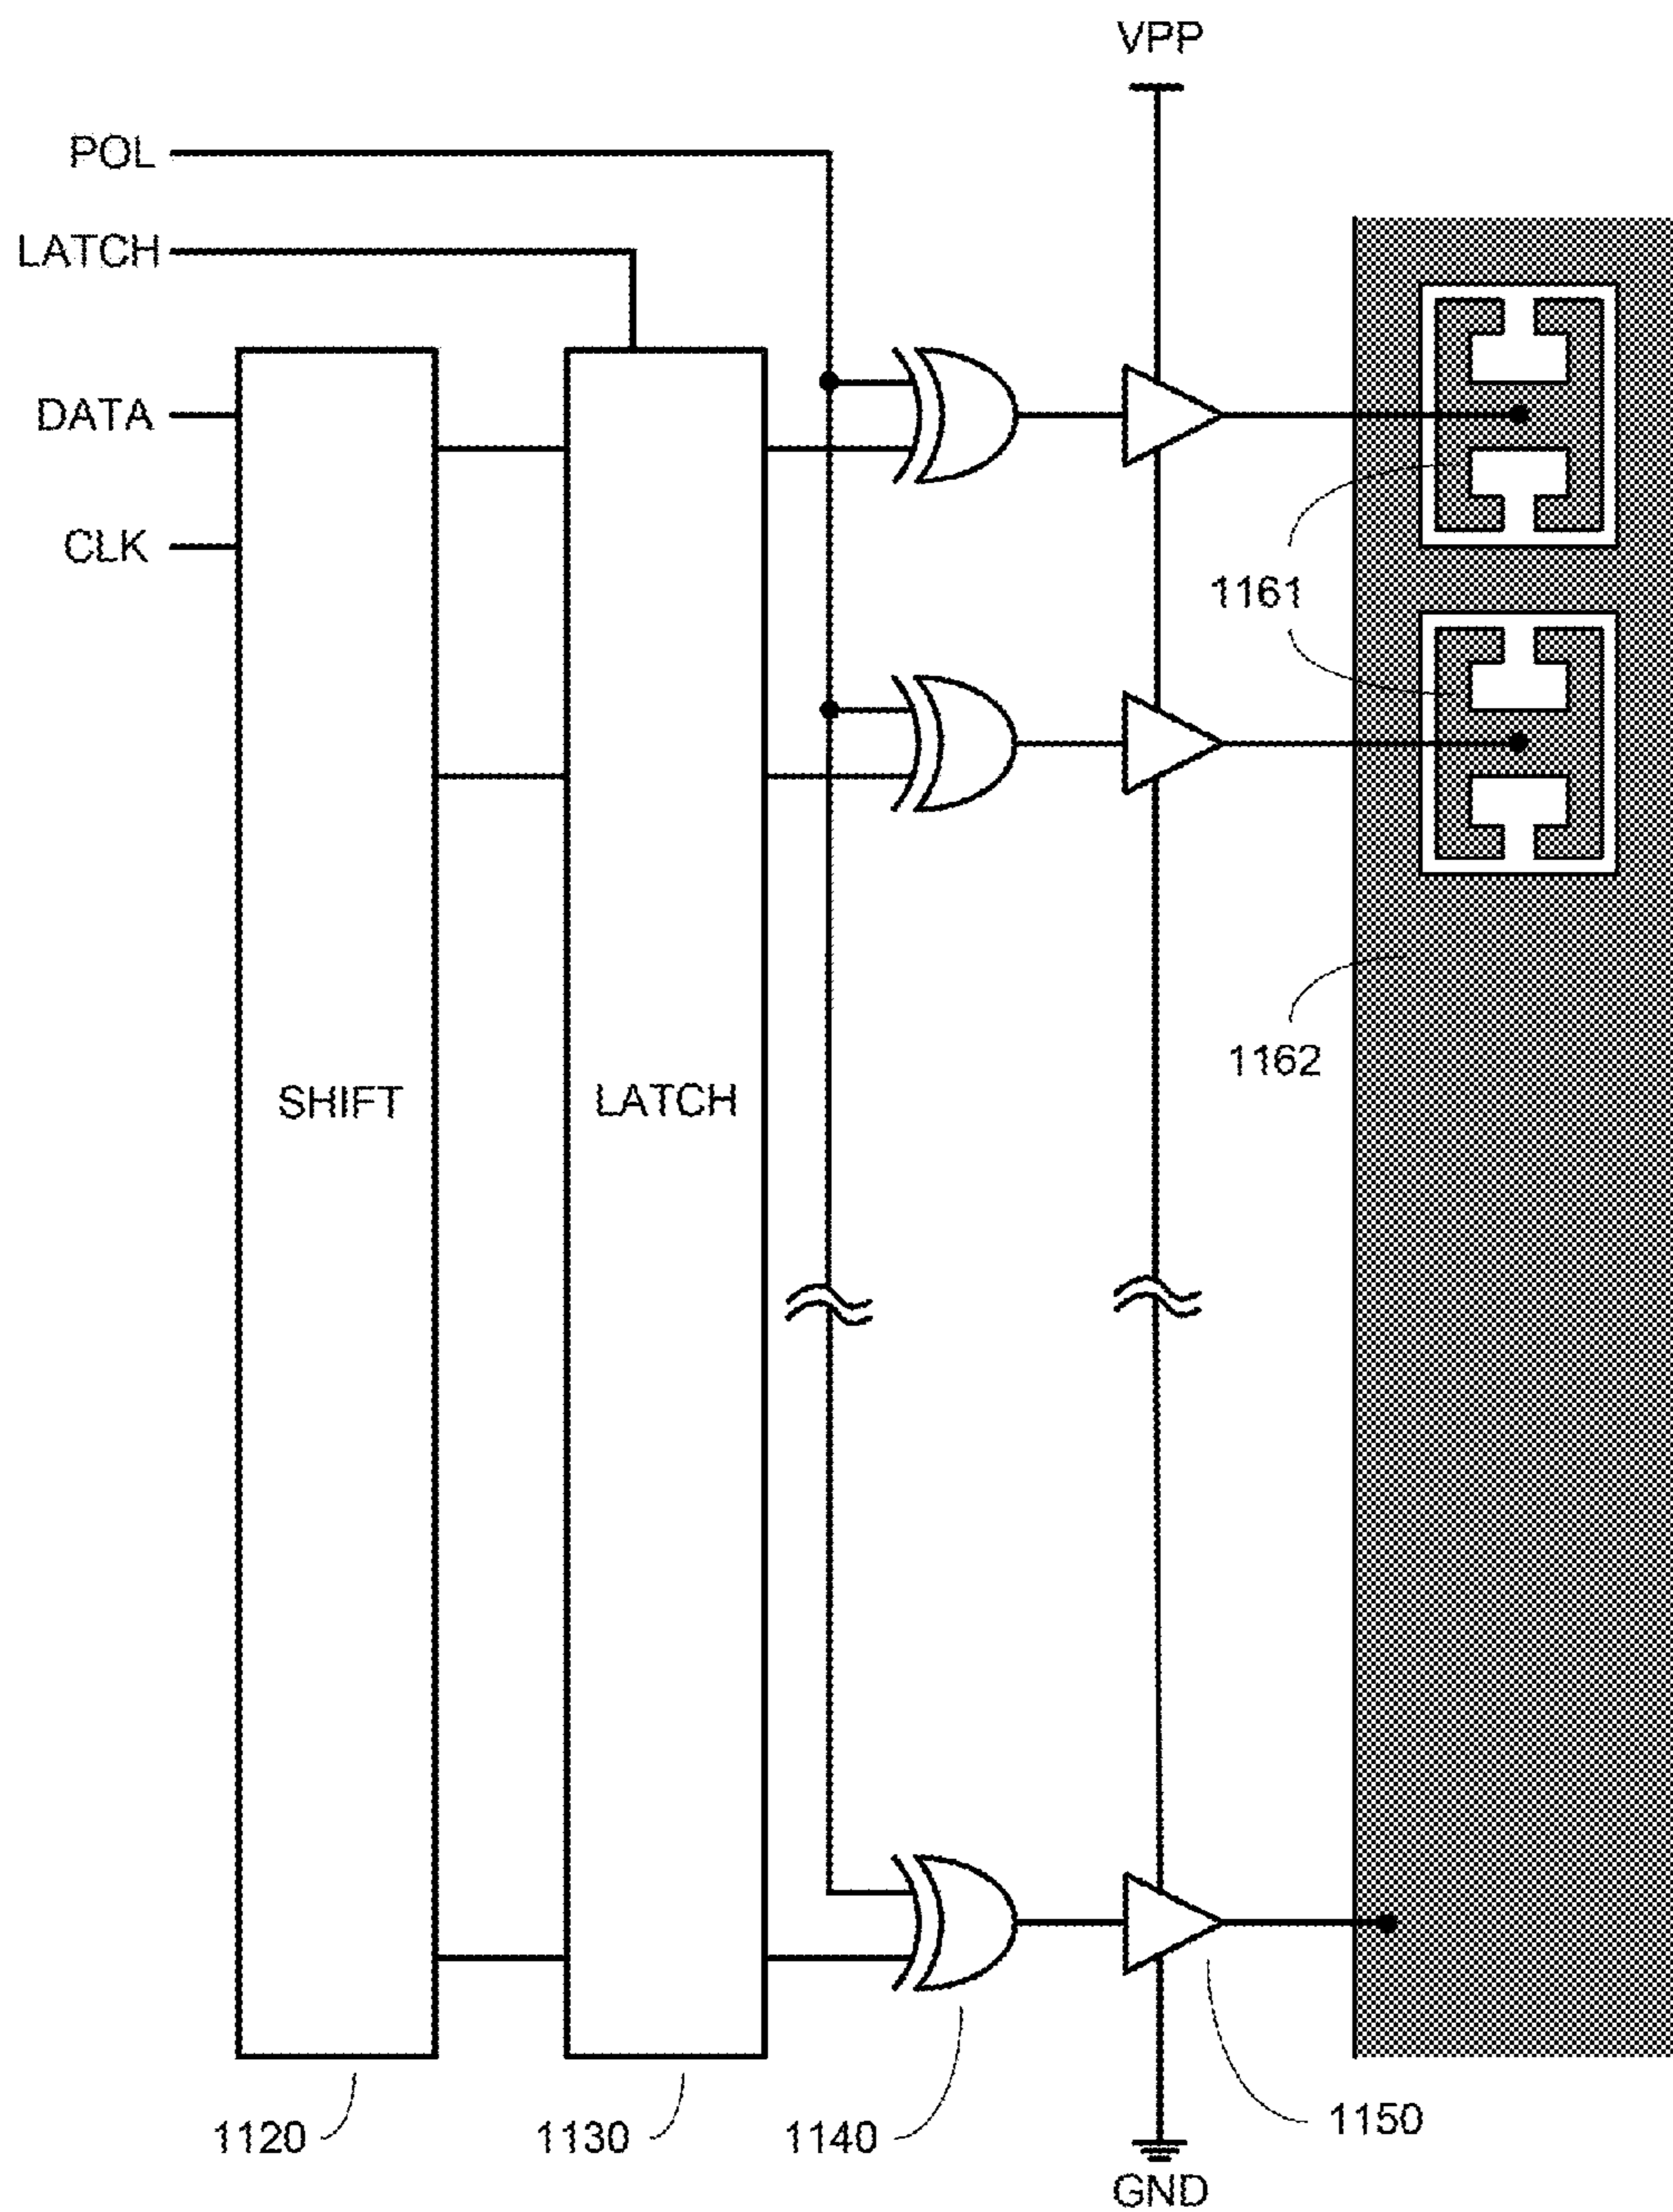 VPP
POL
LATCH
DATA
CLK
1161
1162
SHIFT
LATCH
1120
1130
1140
1150
GND